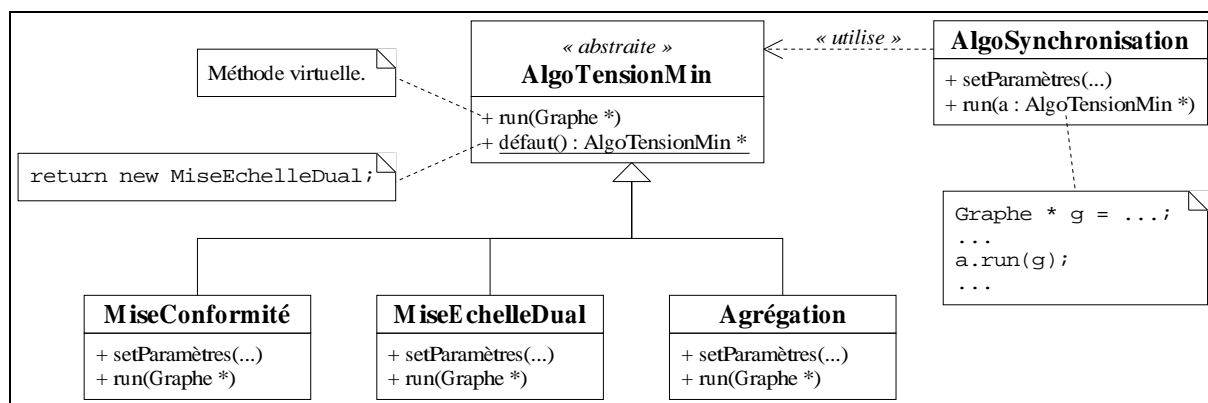 « abstraite »
AlgoTensionMin
+ run(Graphe *)
+ défaut() : AlgoTensionMin *
« utilise »
AlgoSynchronisation
+ setParamètres(...)
+ run(a : AlgoTensionMin *)
Méthode virtuelle.
return new MiseEchelleDual;
Graphe * g = ...;
...
a.run(g);
...
MiseConformité
+ setParamètres(...)
+ run(Graphe *)
MiseEchelleDual
+ setParamètres(...)
+ run(Graphe *)
Agrégation
+ setParamètres(...)
+ run(Graphe *)